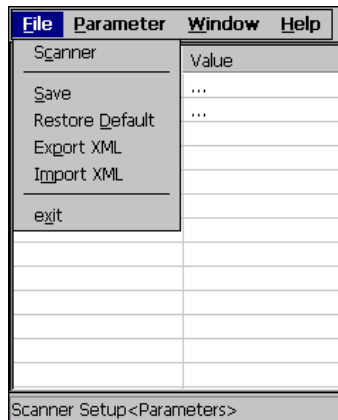 File Parameter Window Help
Scanner
Value
Save
...
Restore Default
...
Export XML
Import XML
exit
Scanner Setup<Parameters>